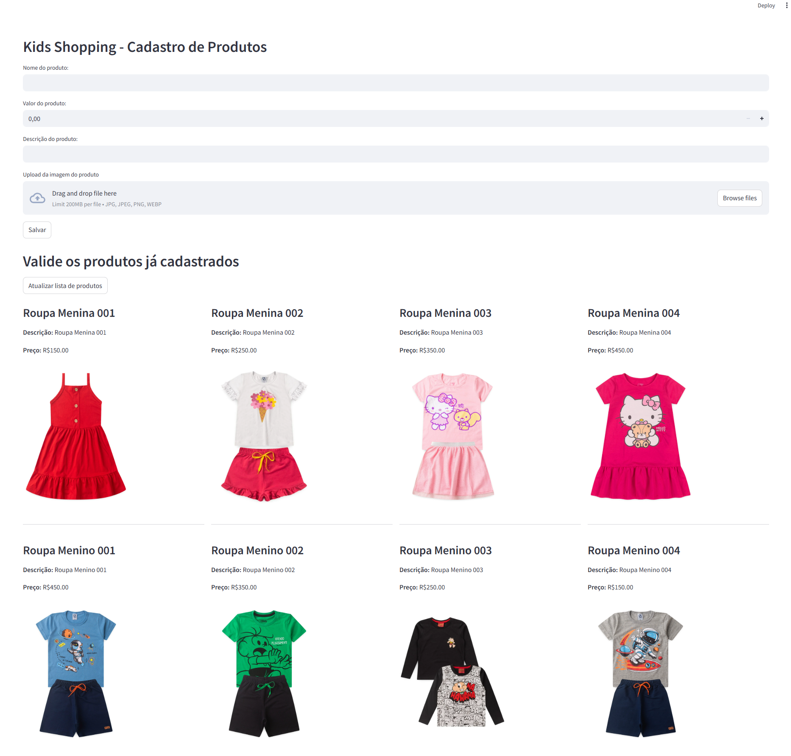 Deploy
Kids Shopping - Cadastro de Produtos
Nome do produto:
Valor do produto:
0,00
Descrição do produto:
Upload da imagem do produto
Drag and drop file here
Limit 200MB per file • JPG, JPEG, PNG, WEBP
Browse files
Salvar
Valide os produtos já cadastrados
Atualizar lista de produtos
Roupa Menina 001 Roupa Menina 002 Roupa Menina 003 Roupa Menina 004
Descrição: Roupa Menina 001 Descrição: Roupa Menina 002 Descrição: Roupa Menina 003 Descrição: Roupa Menina 004
Preço: R$150.00 Preço: R$250.00 Preço: R$350.00 Preço: R$450.00
Roupa Menino 001 Roupa Menino 002 Roupa Menino 003 Roupa Menino 004
Descrição: Roupa Menino 001 Descrição: Roupa Menino 002 Descrição: Roupa Menino 003 Descrição: Roupa Menino 004
Preço: R$450.00 Preço: R$350.00 Preço: R$250.00 Preço: R$150.00